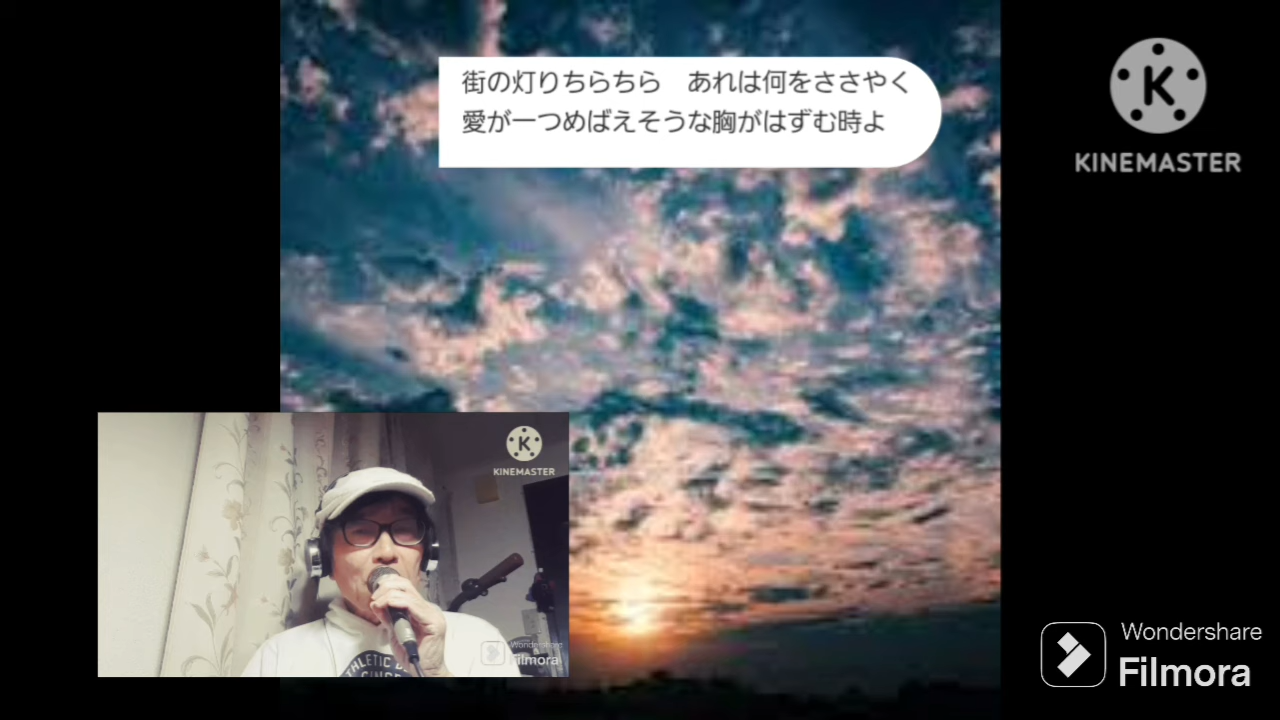 街の灯りちらちら　あれは何をささやく
愛が一つめばえそうな胸がはずむ時よ
K
KINEMASTER
K
KINEMASTER
Wondershare
Filmora
Wondershare
Filmora